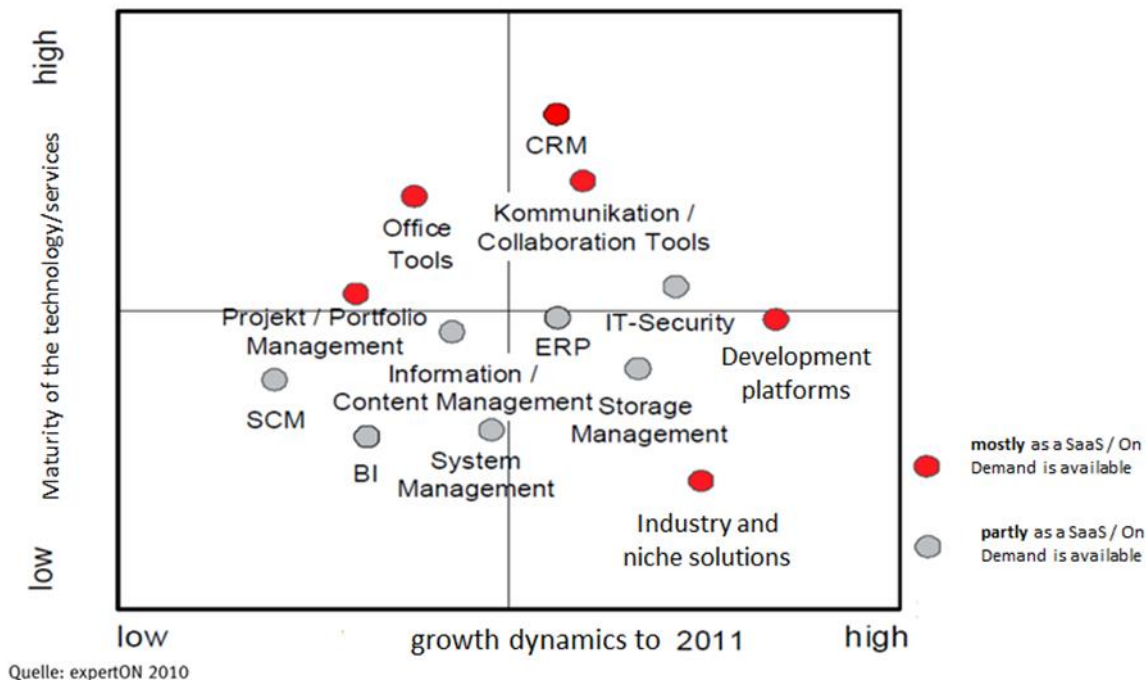 high
Maturity of the technology/services
low
CRM
Kommunikation /
Collaboration Tools
Office
Tools
Projekt / Portfolio
Management
IT-Security
ERP
Development
platforms
Information /
Content Management
Storage
Management
SCM
BI
System
Management
Industry and
niche solutions
mostly as a SaaS / On
Demand is available
partly as a SaaS / On
Demand is available
low
growth dynamics to 2011
high
Quelle: expertON 2010